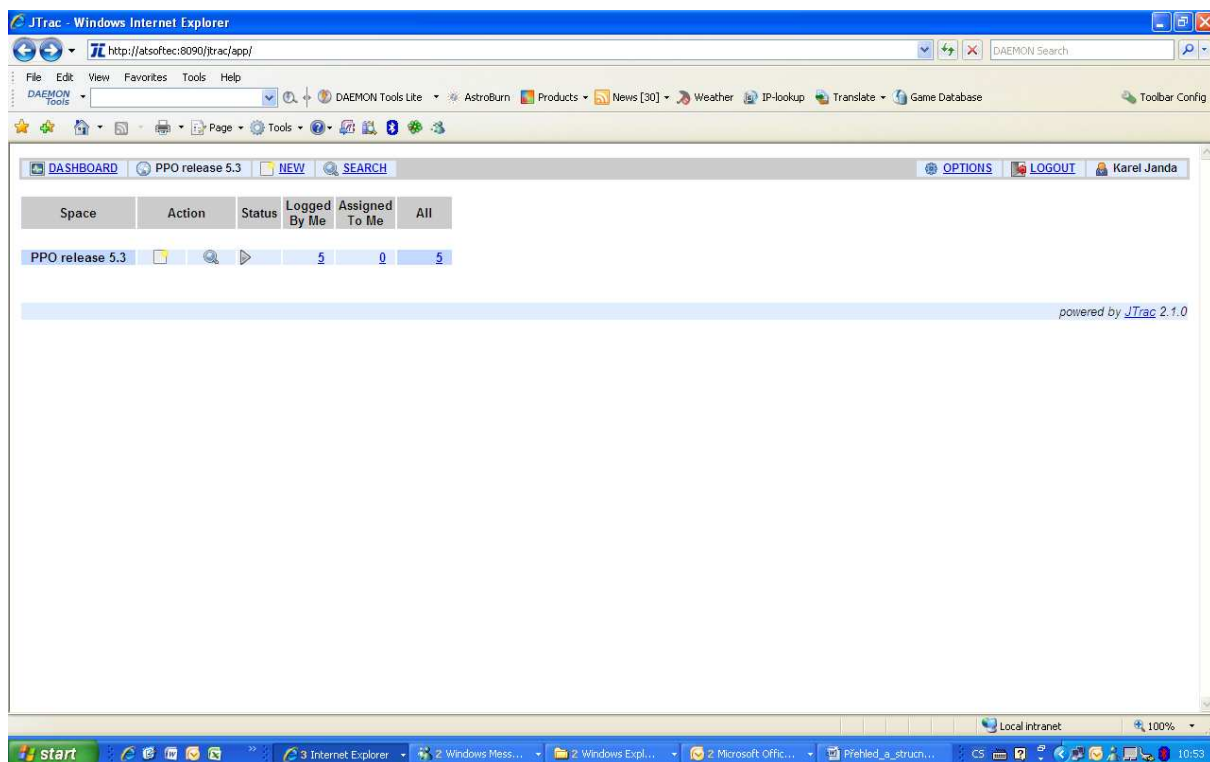 JTrac - Windows Internet Explorer
http://atsoftec:8090/jtrac/app/ DAEMON Search
File Edit View Favorites Tools Help
DAEMON Tools DAEMON Tools Lite AstroBurn Products News [30] Weather IP-lookup Translate Game Database Toolbar Config
Page Tools
DASHBOARD PPO release 5.3 NEW SEARCH OPTIONS LOGOUT Karel Janda
Space Action Status Logged By Me Assigned To Me All
PPO release 5.3 5 0 5
powered by JTrac 2.1.0
Local intranet 100%
start 3 Internet Explorer 2 Windows Mess... 2 Windows Expl... 2 Microsoft Offic... Přehled_a_strucn... CS 10:53